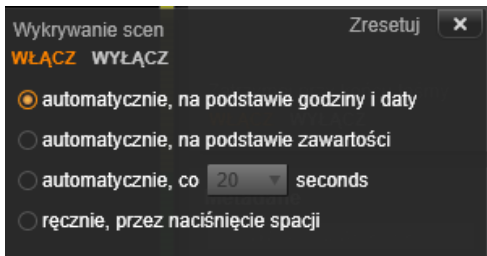 Wykrywanie scen Zresetuj
WŁĄCZ WYŁĄCZ
automatycznie, na podstawie godziny i daty
automatycznie, na podstawie zawartości
automatycznie, co 20 seconds
ręcznie, przez naciśnięcie spacji